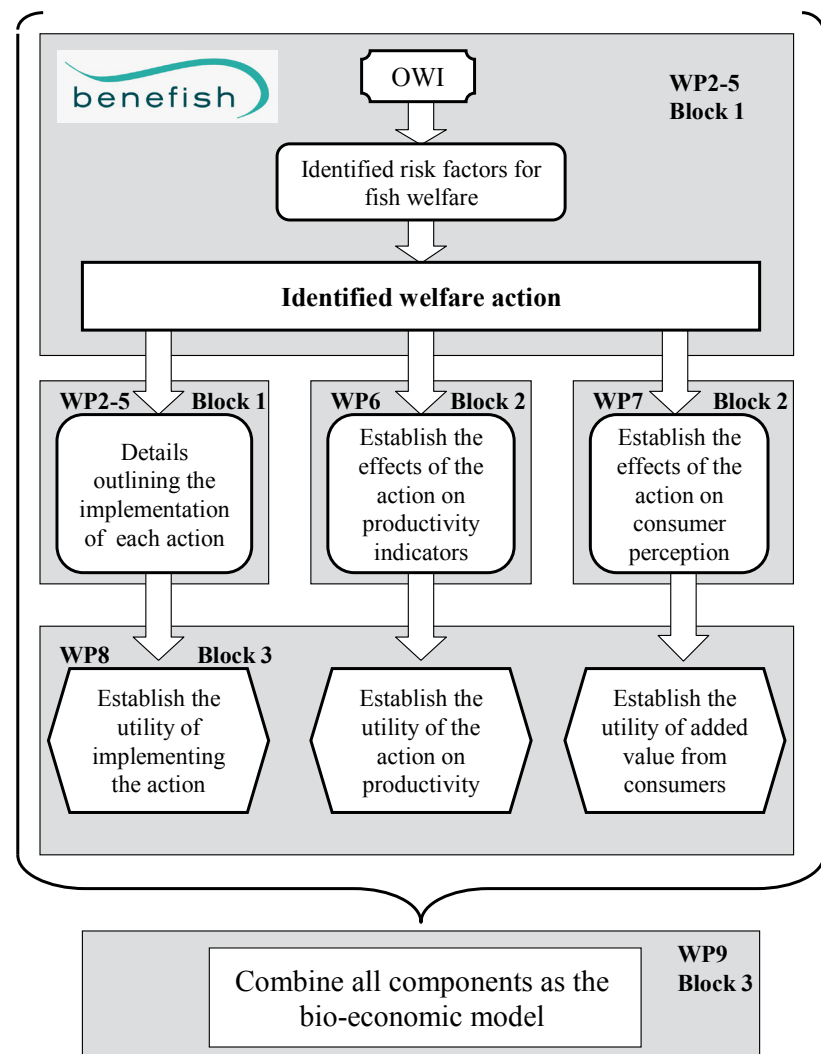 benefish
OWI
WP2-5
Block 1
Identified risk factors for
fish welfare
Identified welfare action
WP2-5 Block 1
Details
outlining the
implementation
of each action
WP6 Block 2
Establish the
effects of the
action on
productivity
indicators
WP7 Block 2
Establish the
effects of the
action on
consumer
perception
WP8 Block 3
Establish the
utility of
implementing
the action
Establish the
utility of the
action on
productivity
Establish the
utility of added
value from
consumers
WP9
Block 3
Combine all components as the
bio-economic model